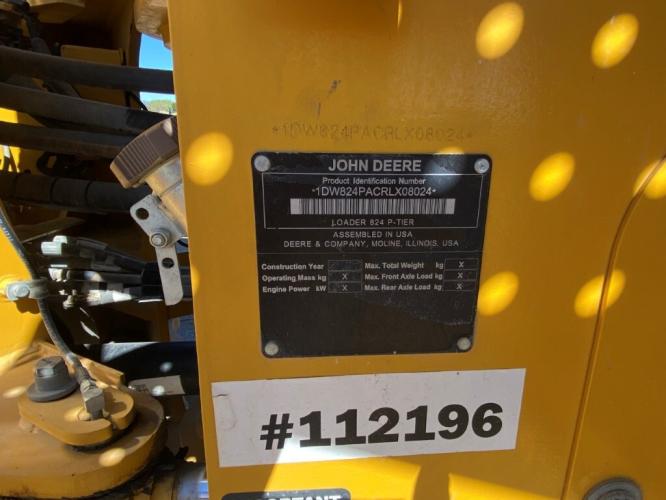 *1DW824PACRLX08024*
JOHN DEERE
Product Identification Number
*1DW824PACRLX08024*
LOADER 824 P-TIER
ASSEMBLED IN USA
DEERE & COMPANY, MOLINE, ILLINOIS, USA
Construction Year Max. Total Weight kg X
Operating Mass kg X Max. Front Axle Load kg X
Engine Power kW X Max. Rear Axle Load kg X
#112196
IMPORTANT